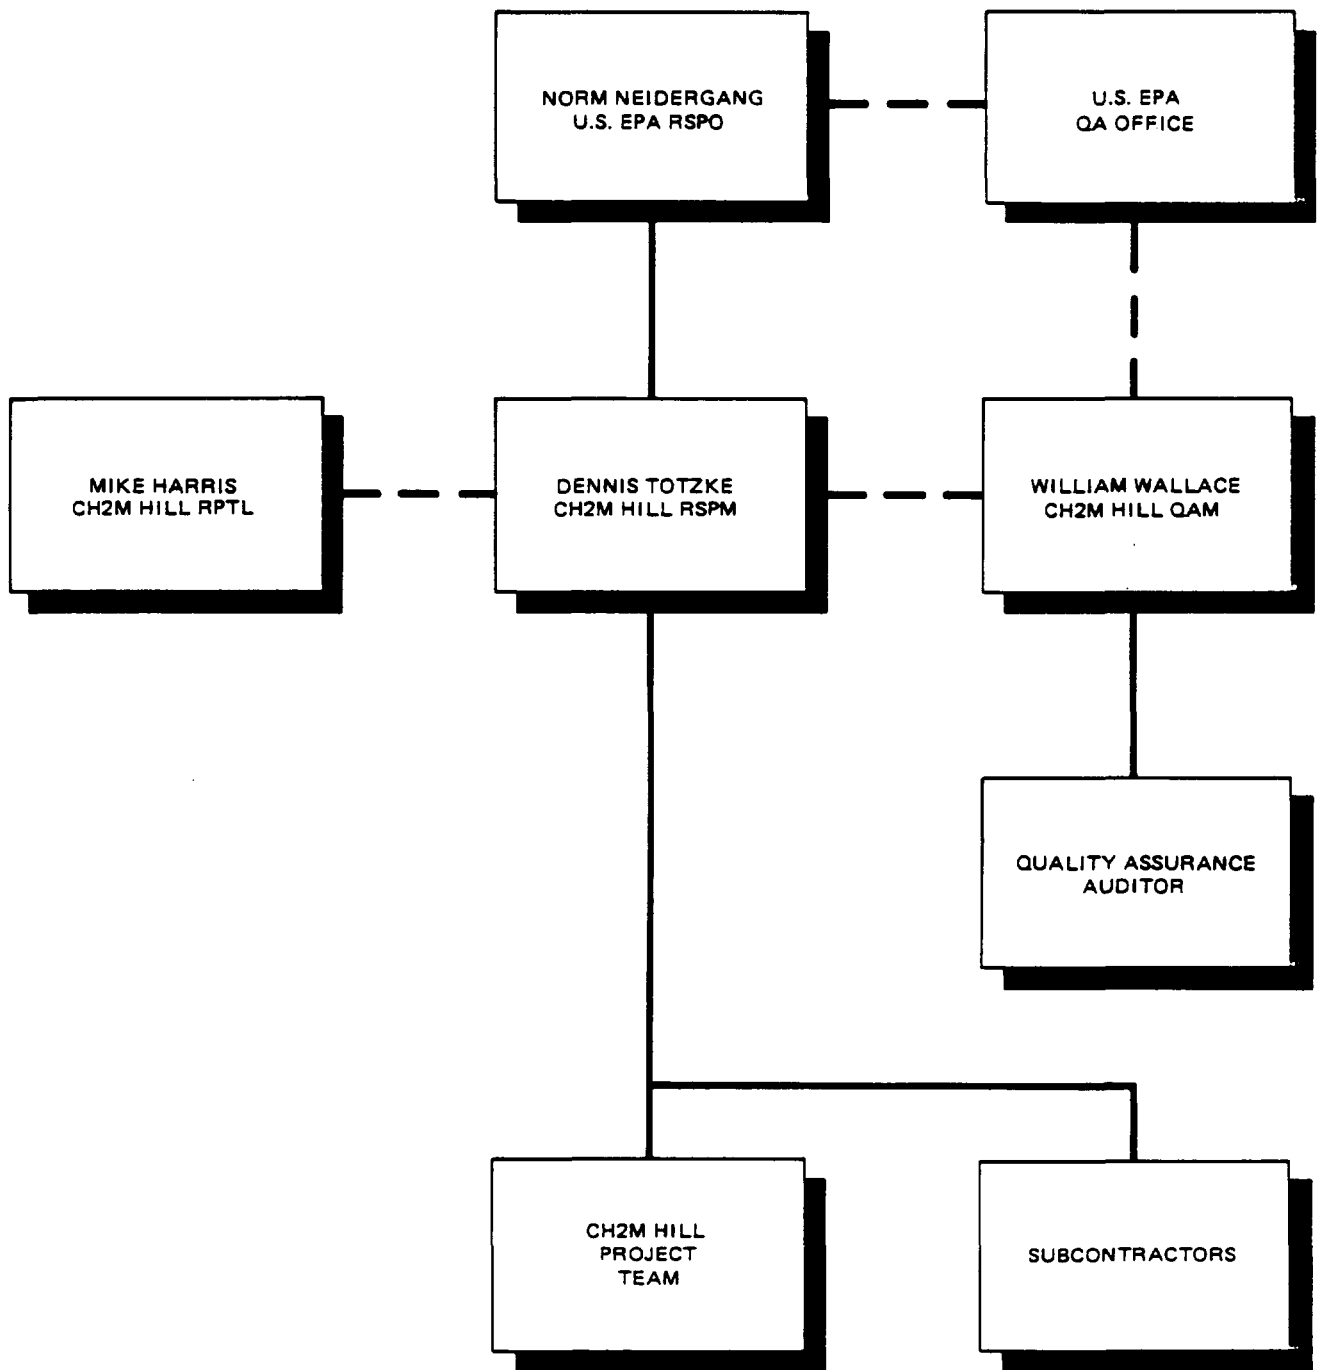 NORM NEIDERGANG
U.S. EPA RSPO
U.S. EPA
QA OFFICE
MIKE HARRIS
CH2M HILL RPTL
DENNIS TOTZKE
CH2M HILL RSPM
WILLIAM WALLACE
CH2M HILL QAM
QUALITY ASSURANCE
AUDITOR
CH2M HILL
PROJECT
TEAM
SUBCONTRACTORS